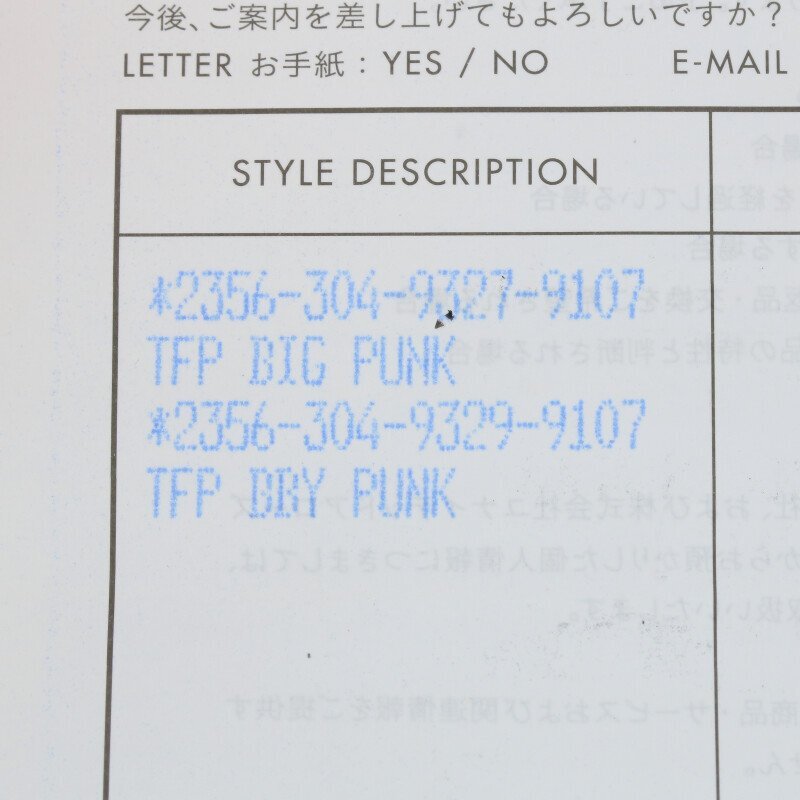 今後、ご案内を差し上げてもよろしいですか？
LETTER お手紙： YES / NO E-MAIL
STYLE DESCRIPTION
*2356-304-9327-9107
TFP BIG PUNK
*2356-304-9329-9107
TFP BBY PUNK